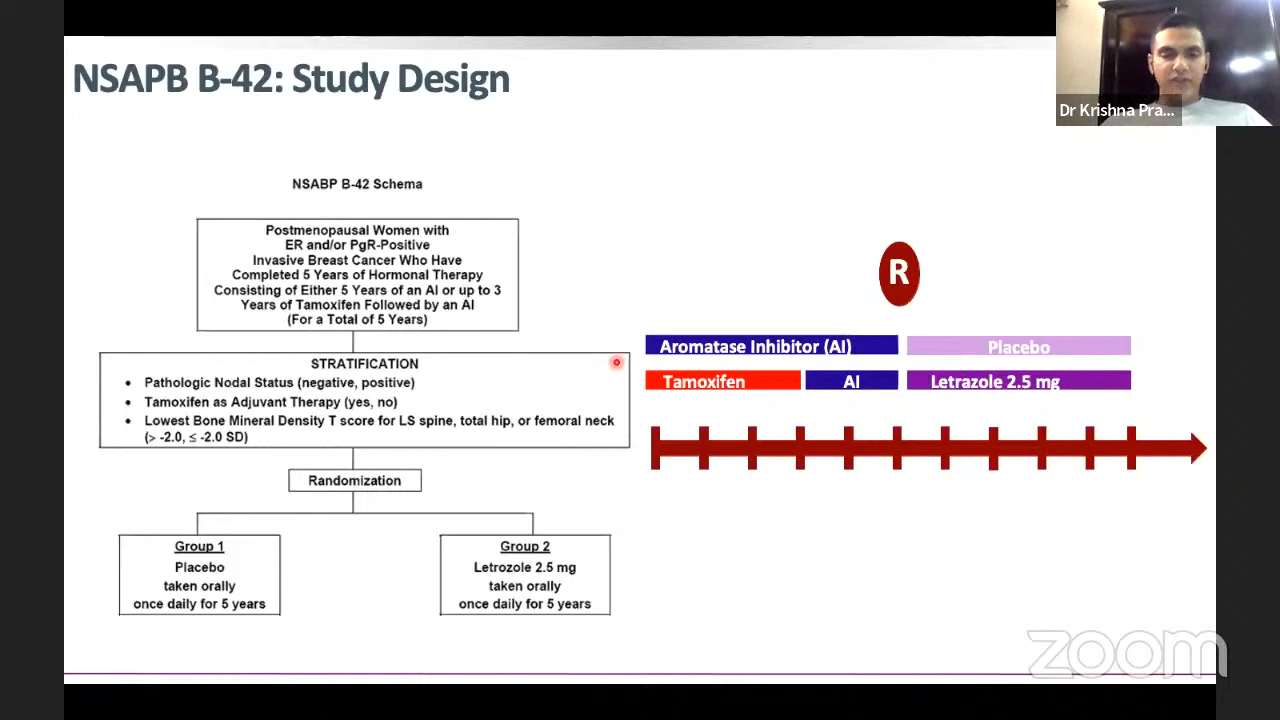 NSAPB B-42: Study Design
Dr Krishna Pra...
NSABP B-42 Schema
Postmenopausal Women with
ER and/or PgR-Positive
Invasive Breast Cancer Who Have
Completed 5 Years of Hormonal Therapy
Consisting of Either 5 Years of an AI or up to 3
Years of Tamoxifen Followed by an AI
(For a Total of 5 Years)
STRATIFICATION
• Pathologic Nodal Status (negative, positive)
• Tamoxifen as Adjuvant Therapy (yes, no)
• Lowest Bone Mineral Density T score for LS spine, total hip, or femoral neck
(> -2.0, ≤ -2.0 SD)
Randomization
Group 1
Placebo
taken orally
once daily for 5 years
Group 2
Letrozole 2.5 mg
taken orally
once daily for 5 years
R
Aromatase Inhibitor (AI)
Placebo
Tamoxifen
AI
Letrazole 2.5 mg
zoom